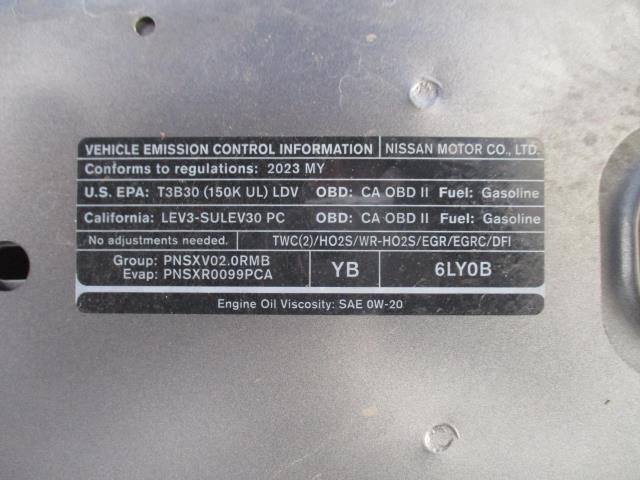 VEHICLE EMISSION CONTROL INFORMATION NISSAN MOTOR CO., LTD.
Conforms to regulations: 2023 MY
U.S. EPA: T3B30 (150K UL) LDV OBD: CA OBD II Fuel: Gasoline
California: LEV3-SULEV30 PC OBD: CA OBD II Fuel: Gasoline
No adjustments needed. TWC(2)/HO2S/WR-HO2S/EGR/EGRC/DFI
Group: PNSXV02.0RMB
Evap: PNSXR0099PCA
YB
6LY0B
Engine Oil Viscosity: SAE 0W-20